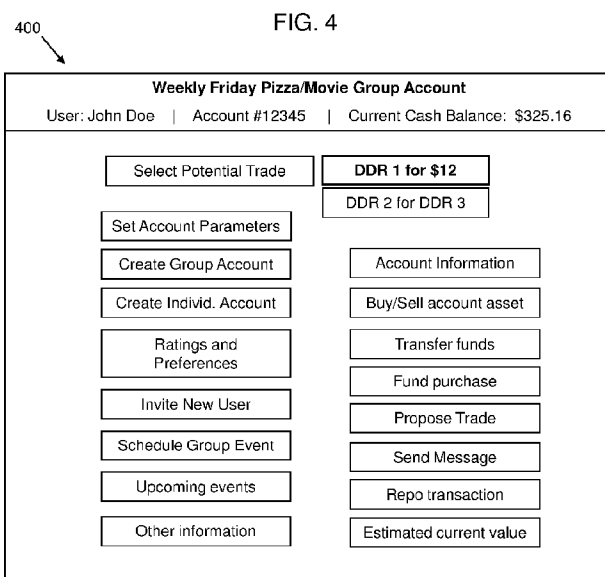 FIG. 4
400
Weekly Friday Pizza/Movie Group Account
User: John Doe | Account #12345 | Current Cash Balance: $325.16
Select Potential Trade
DDR 1 for $12
DDR 2 for DDR 3
Set Account Parameters
Create Group Account
Create Individ. Account
Ratings and
Preferences
Invite New User
Schedule Group Event
Upcoming events
Other information
Account Information
Buy/Sell account asset
Transfer funds
Fund purchase
Propose Trade
Send Message
Repo transaction
Estimated current value